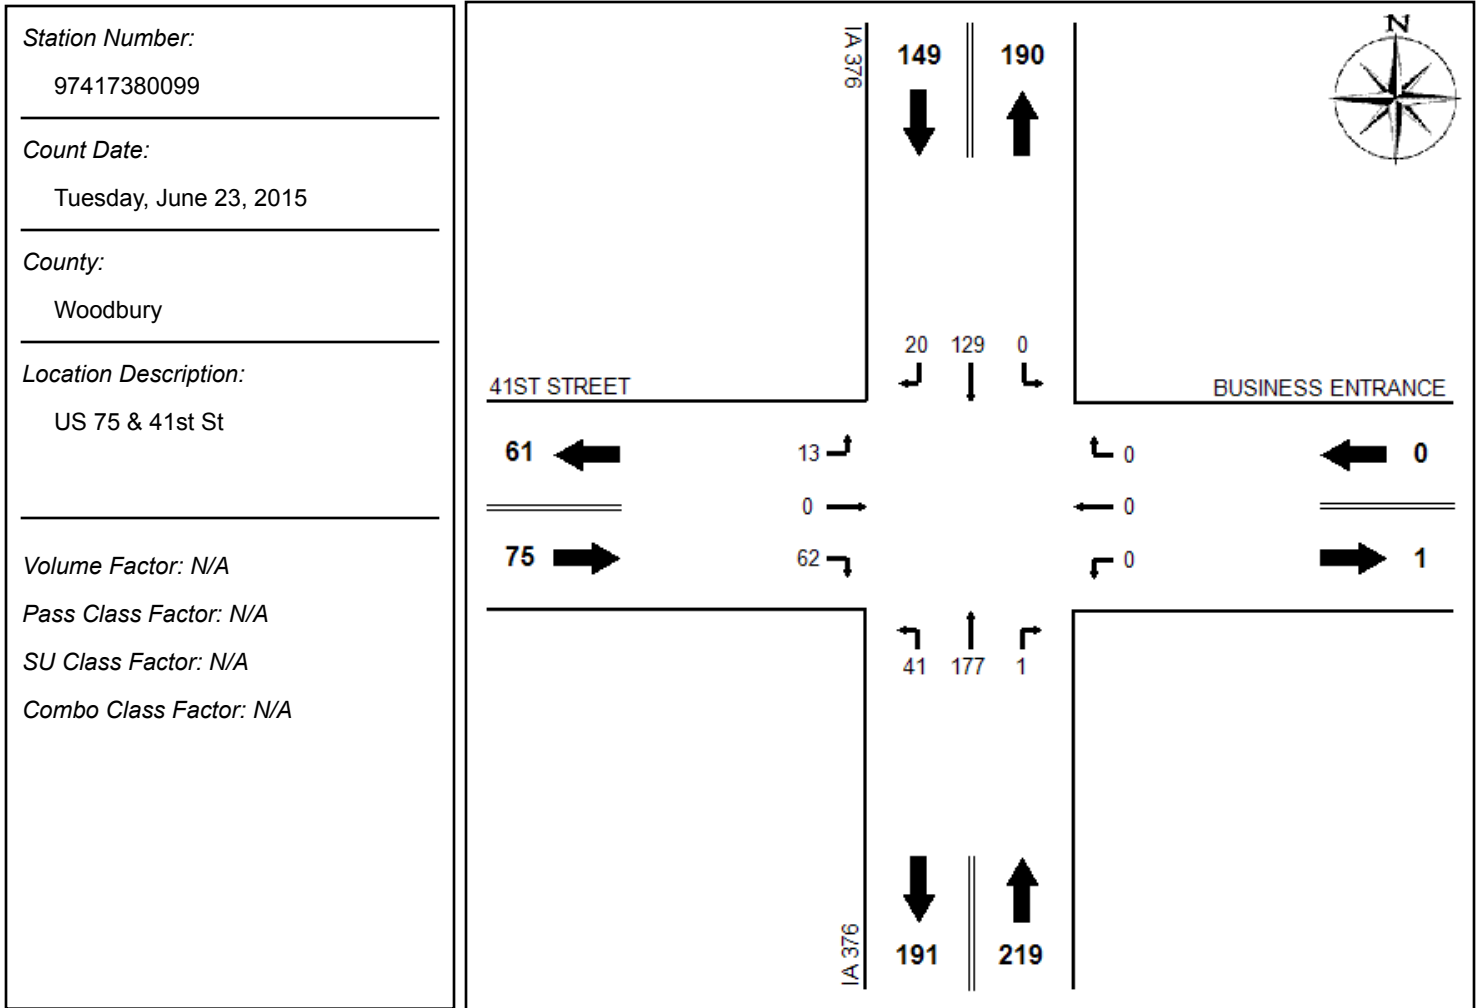 Station Number:
97417380099
Count Date:
Tuesday, June 23, 2015
County:
Woodbury
Location Description:
US 75 & 41st St
Volume Factor: N/A
Pass Class Factor: N/A
SU Class Factor: N/A
Combo Class Factor: N/A
N
IA 376
149 190
20 129 0
41ST STREET
BUSINESS ENTRANCE
61 13 0 0
0 0
75 62 0 1
41 177 1
IA 376
191 219